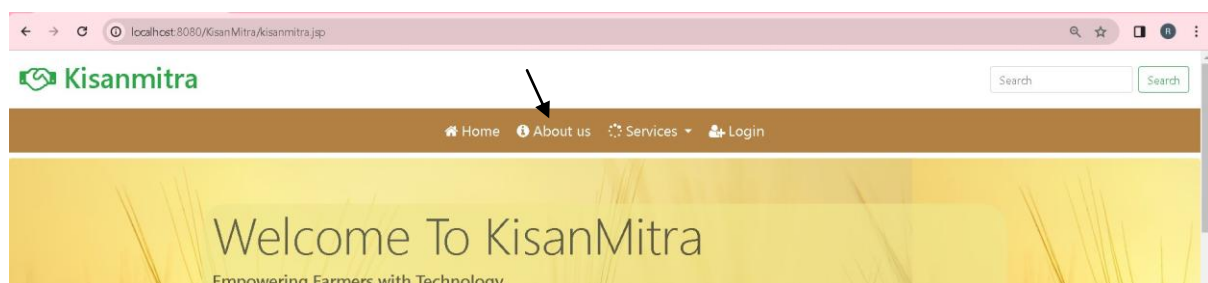 localhost:8080/KisanMitra/kisanmitra.jsp
R
Kisanmitra
Search
Search
Home About us Services Login
Welcome To KisanMitra
Empowering Farmers with Technology